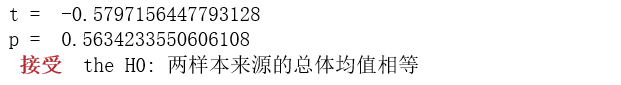 t =  -0.5797156447793128
p =  0.5634233550606108
接受  the H0: 两样本来源的总体均值相等